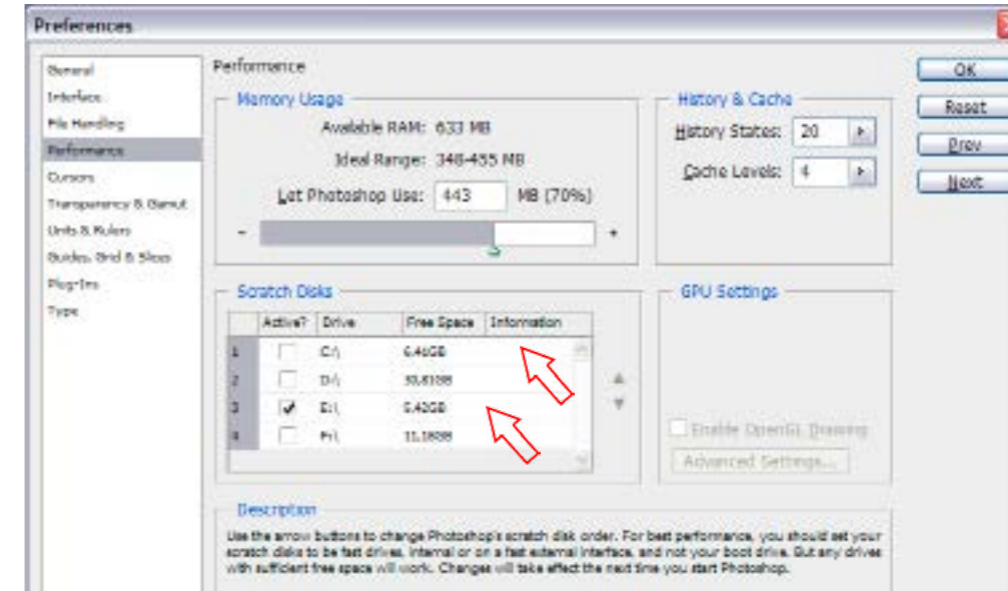 Preferences
General
Interface
File Handling
Performance
Cursors
Transparency & Gamut
Units & Rulers
Guides, Grid & Slices
Plug-Ins
Type
Performance
Memory Usage
Available RAM: 633 MB
Ideal Range: 348-455 MB
Let Photoshop Use: 443 MB (70%)
- +
History & Cache
History States: 20
Cache Levels: 4
OK
Reset
Prev
Next
Scratch Disks
Active? Drive Free Space Information
1 C:\ 6.46GB
2 D:\ 30.81GB
3 E:\ 5.42GB
4 F:\ 11.18GB
GPU Settings
Enable OpenGL Drawing
Advanced Settings...
Description
Use the arrow buttons to change Photoshop's scratch disk order. For best performance, you should set your
scratch disks to be fast drives, internal or on a fast external interface, and not your boot drive. But any drives
with sufficient free space will work. Changes will take effect the next time you start Photoshop.